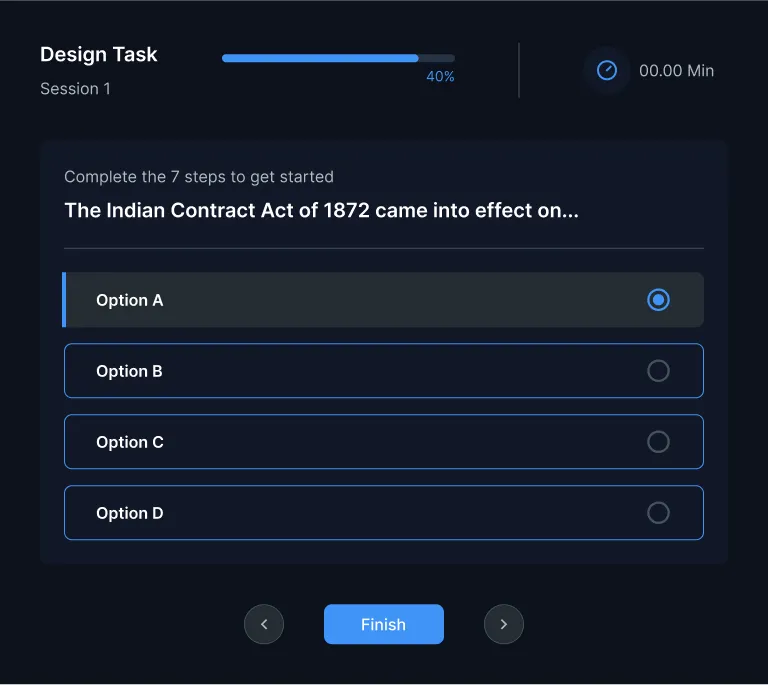 Design Task
Session 1
40%
00.00 Min
Complete the 7 steps to get started
The Indian Contract Act of 1872 came into effect on...
Option A
Option B
Option C
Option D
Finish